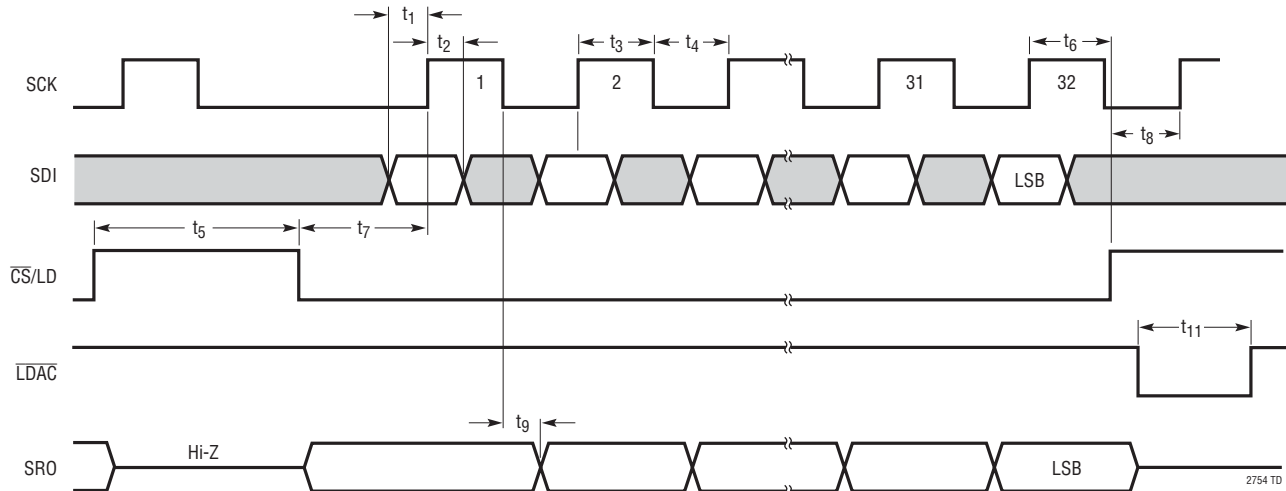 t1
t2
t3
t4
t6
SCK
1
2
31
32
t8
SDI
LSB
t5
t7
CS/LD
t11
LDAC
t9
Hi-Z
SRO
LSB
2754 TD